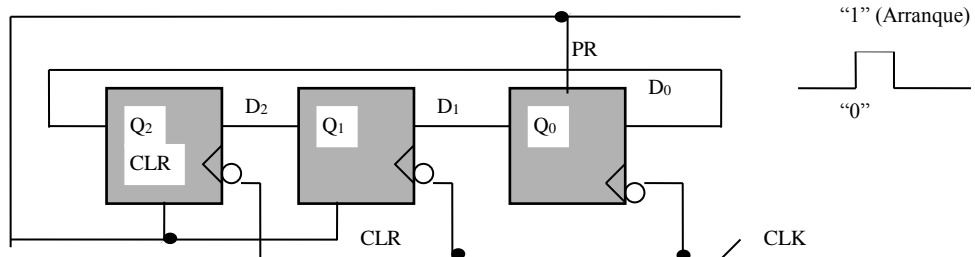 “1” (Arranque)
PR
D0
“0”
Q2
D2
Q1
D1
Q0
CLR
CLR
CLK